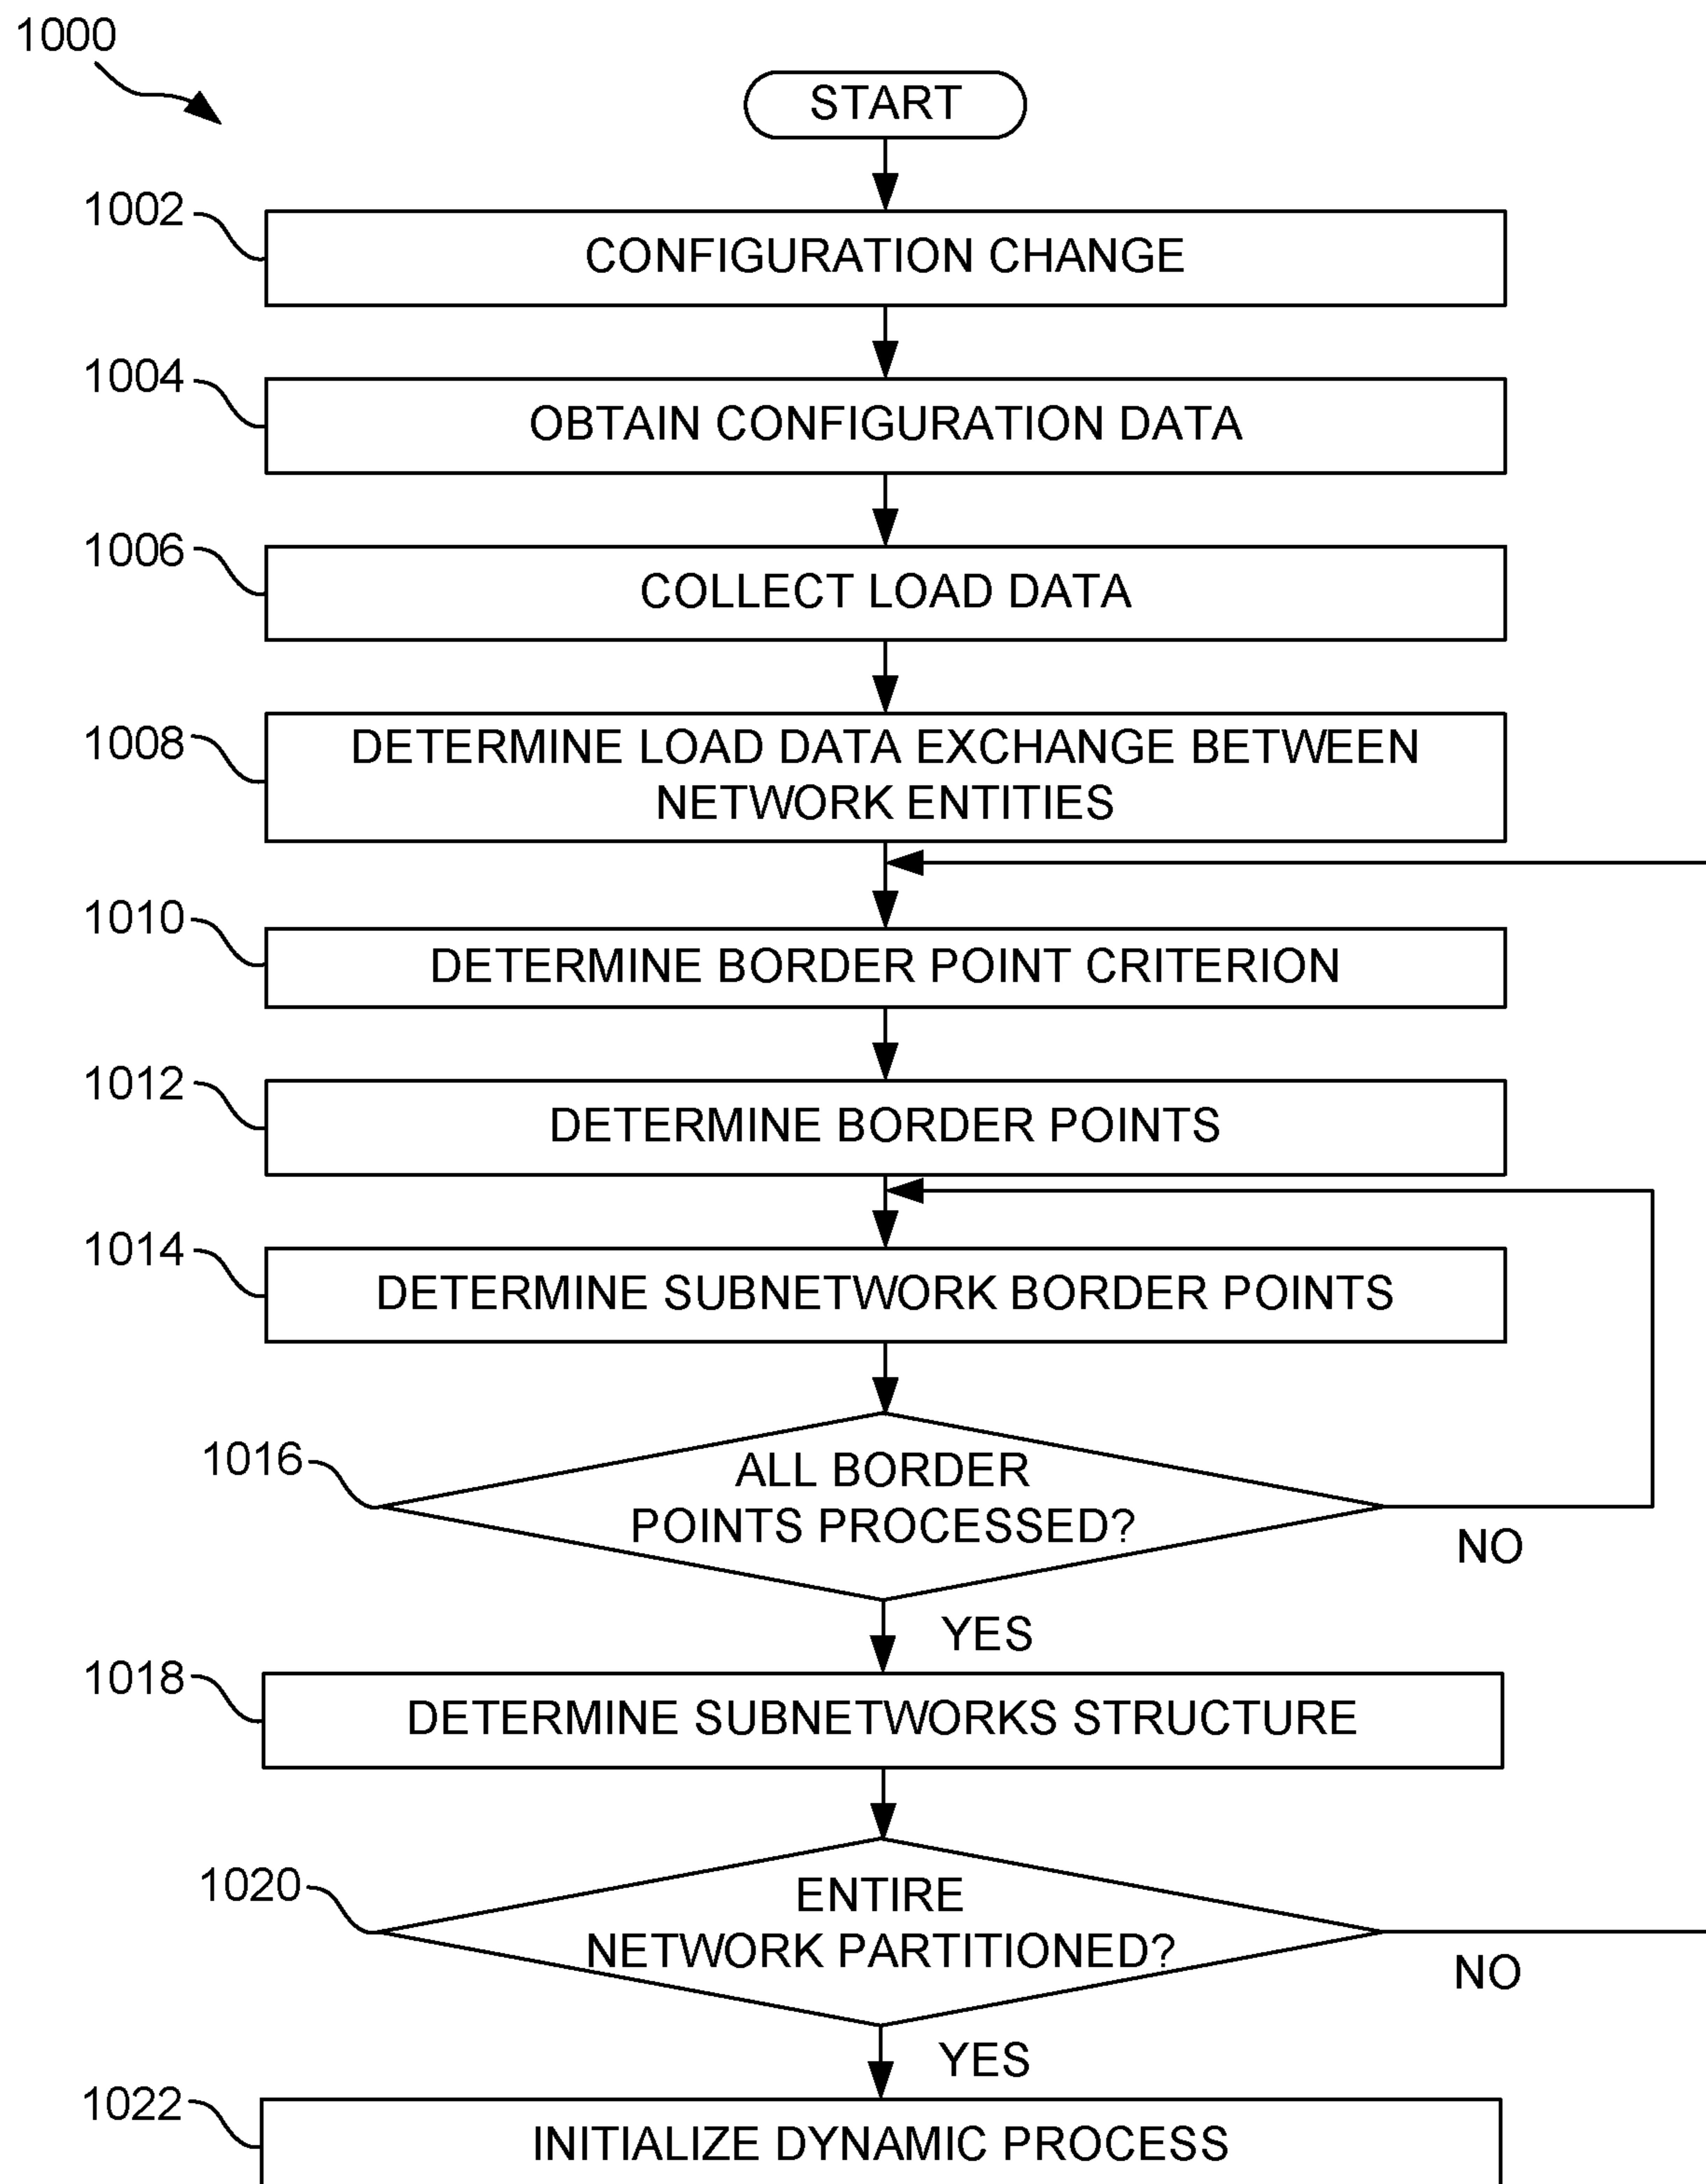 1000
START
1002
CONFIGURATION CHANGE
1004
OBTAIN CONFIGURATION DATA
1006
COLLECT LOAD DATA
1008
DETERMINE LOAD DATA EXCHANGE BETWEEN
NETWORK ENTITIES
1010
DETERMINE BORDER POINT CRITERION
1012
DETERMINE BORDER POINTS
1014
DETERMINE SUBNETWORK BORDER POINTS
1016
ALL BORDER
POINTS PROCESSED?
NO
YES
1018
DETERMINE SUBNETWORKS STRUCTURE
1020
ENTIRE
NETWORK PARTITIONED?
NO
YES
1022
INITIALIZE DYNAMIC PROCESS